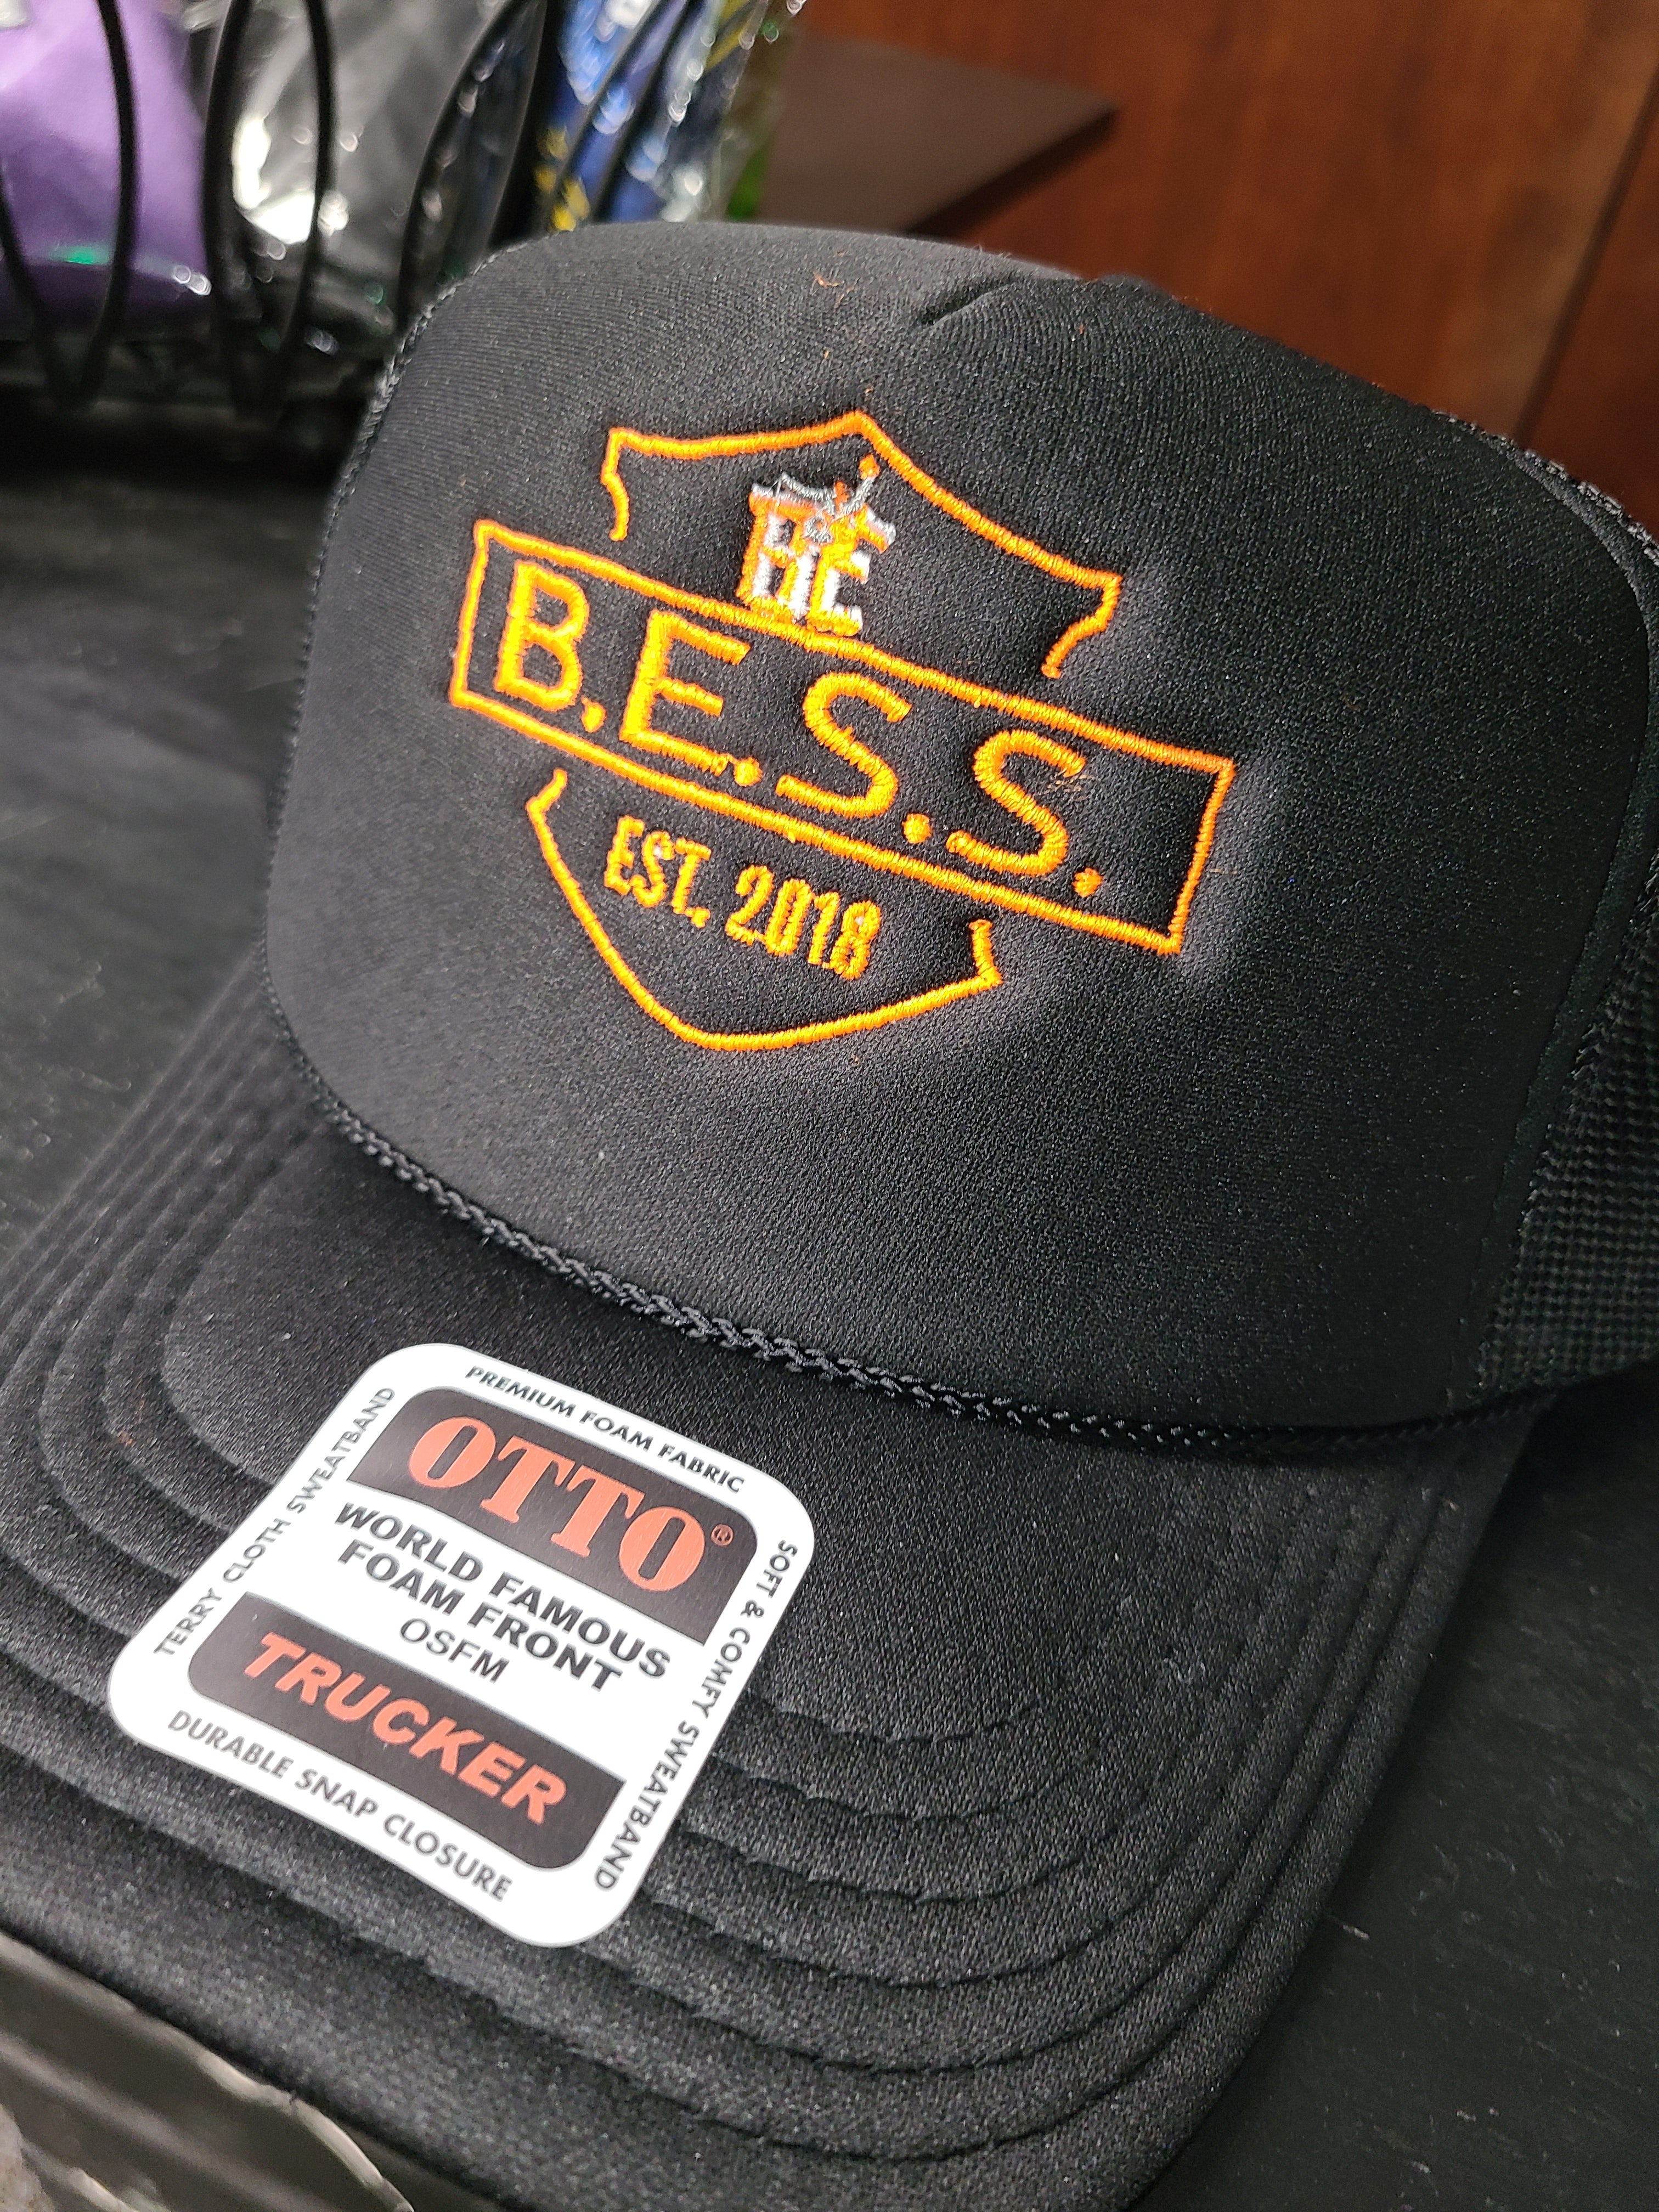 B.E.S.S.
EST. 2018
PREMIUM FOAM FABRIC
TERRY CLOTH SWEATBAND
OTTO®
WORLD FAMOUS
FOAM FRONT
OSFM
TRUCKER
SOFT & COMFY SWEATBAND
DURABLE SNAP CLOSURE